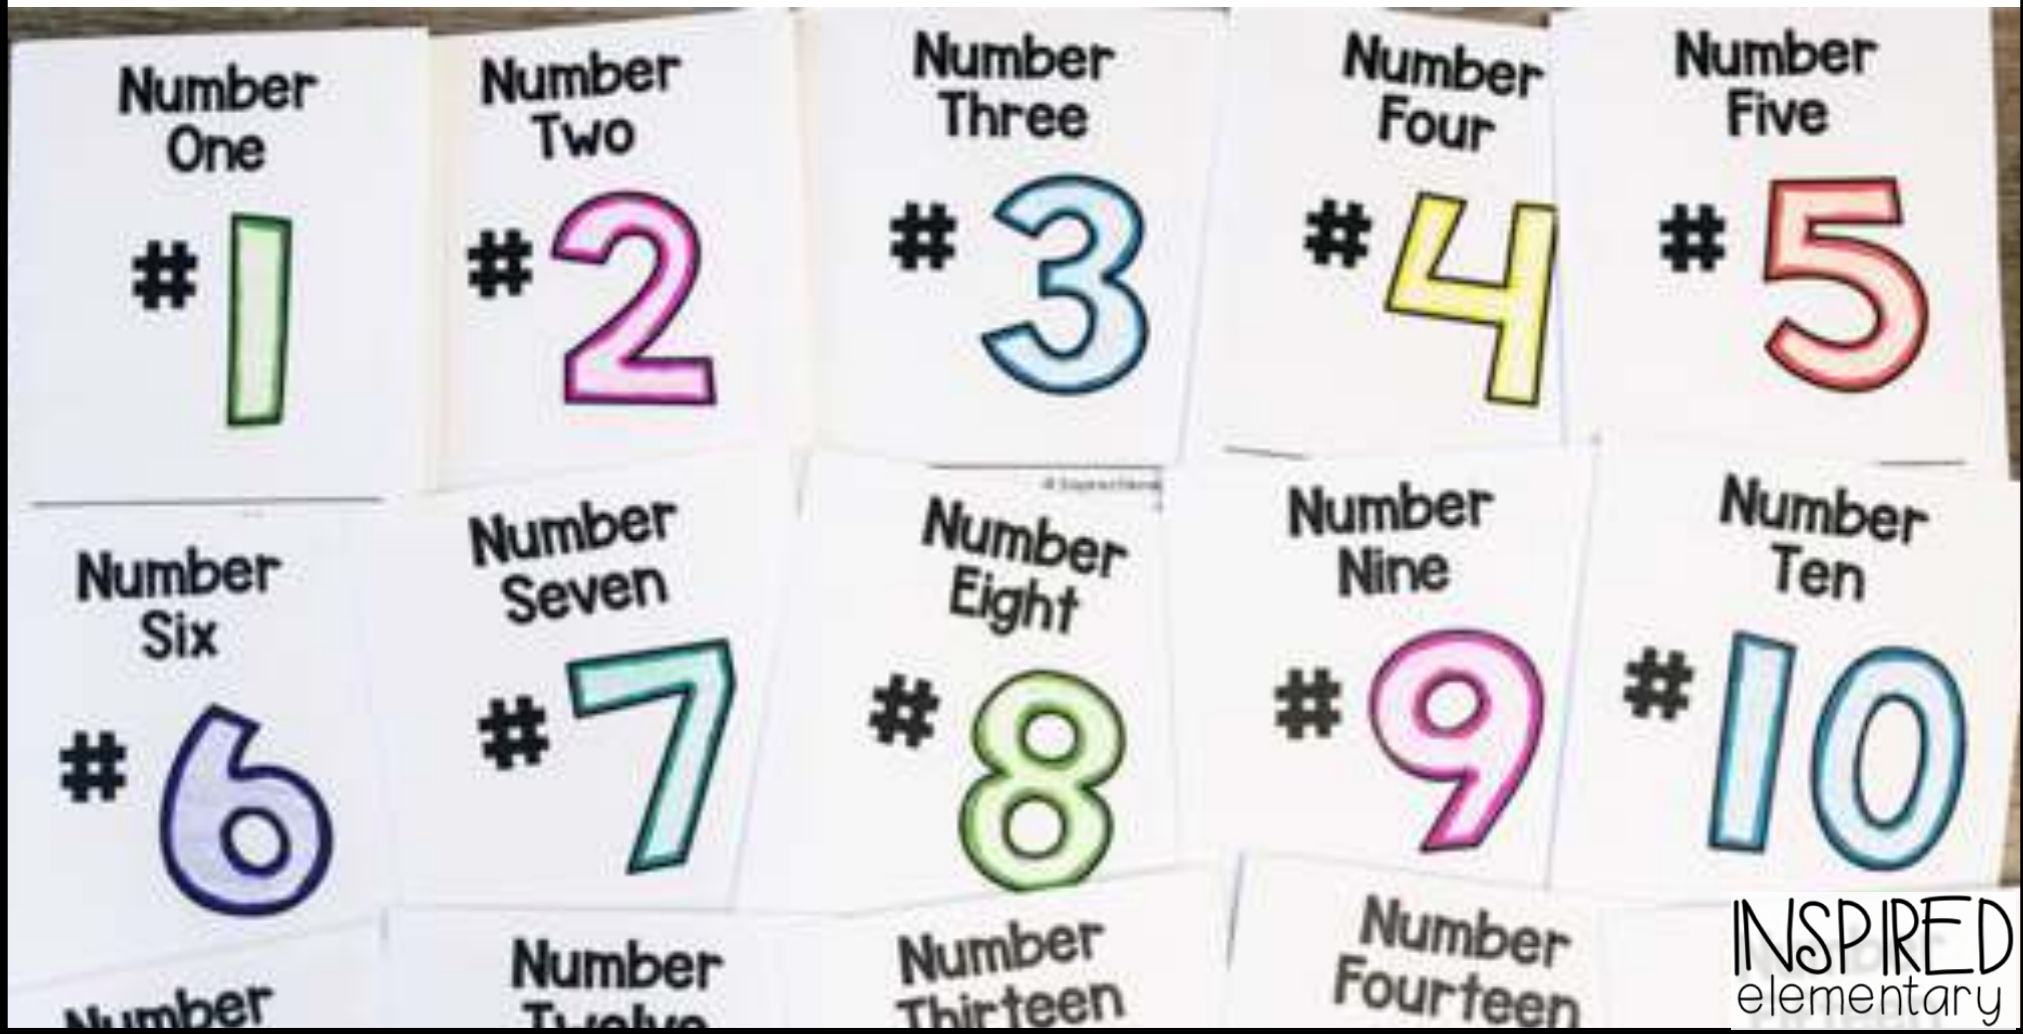 Number
One
#1
Number
Two
#2
Number
Three
#3
Number
Four
#4
Number
Five
#5
Number
Six
#6
Number
Seven
#7
Number
Eight
#8
Number
Nine
#9
Number
Ten
#10
Number
Number
Twelve
Number
Thirteen
Number
Fourteen
INSPIRED
elementary